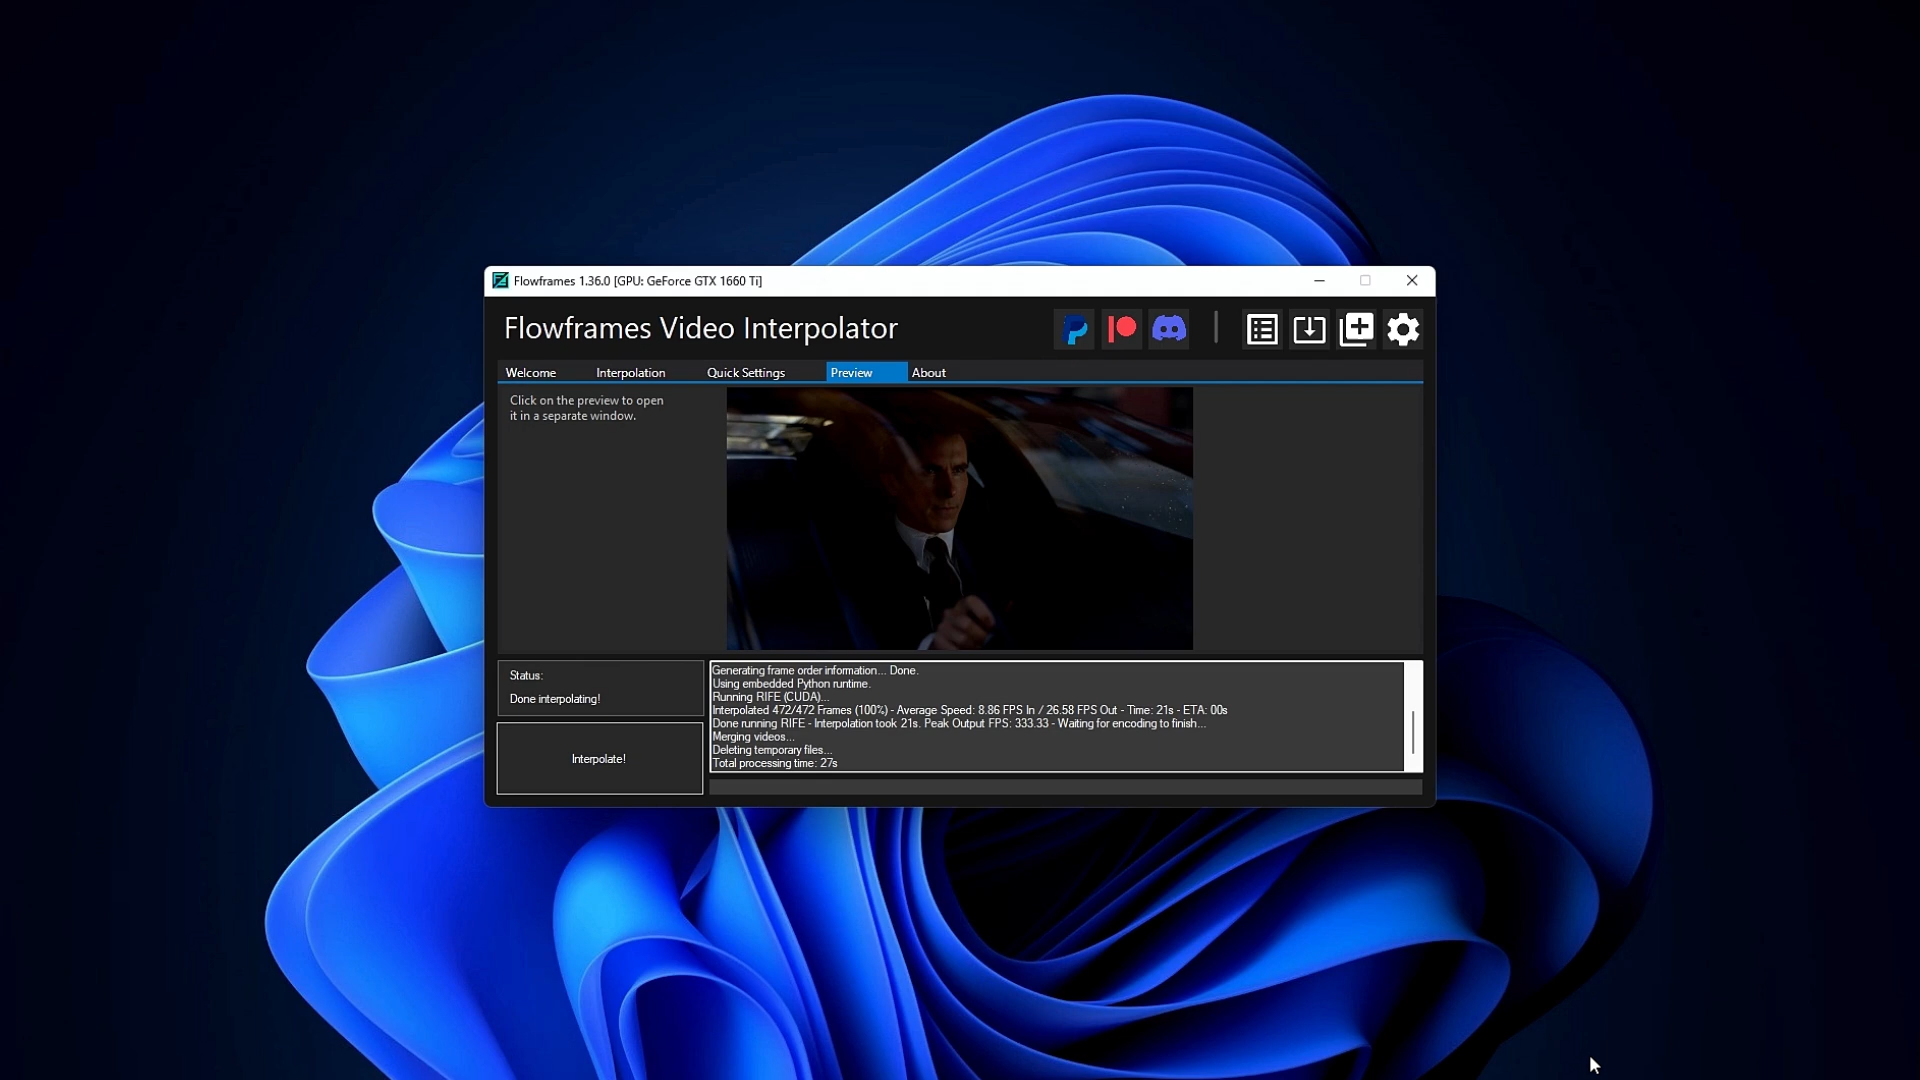 Flowframes 1.36.0 [GPU: GeForce GTX 1660 Ti]
Flowframes Video Interpolator
Welcome Interpolation Quick Settings Preview About
Click on the preview to open
it in a separate window.
Status:
Done interpolating!
Interpolate!
Generating frame order information... Done.
Using embedded Python runtime.
Running RIFE (CUDA)...
Interpolated 472/472 Frames (100%) - Average Speed: 8.86 FPS In / 26.58 FPS Out - Time: 21s - ETA: 00s
Done running RIFE - Interpolation took 21s. Peak Output FPS: 333.33 - Waiting for encoding to finish...
Merging videos...
Deleting temporary files...
Total processing time: 27s